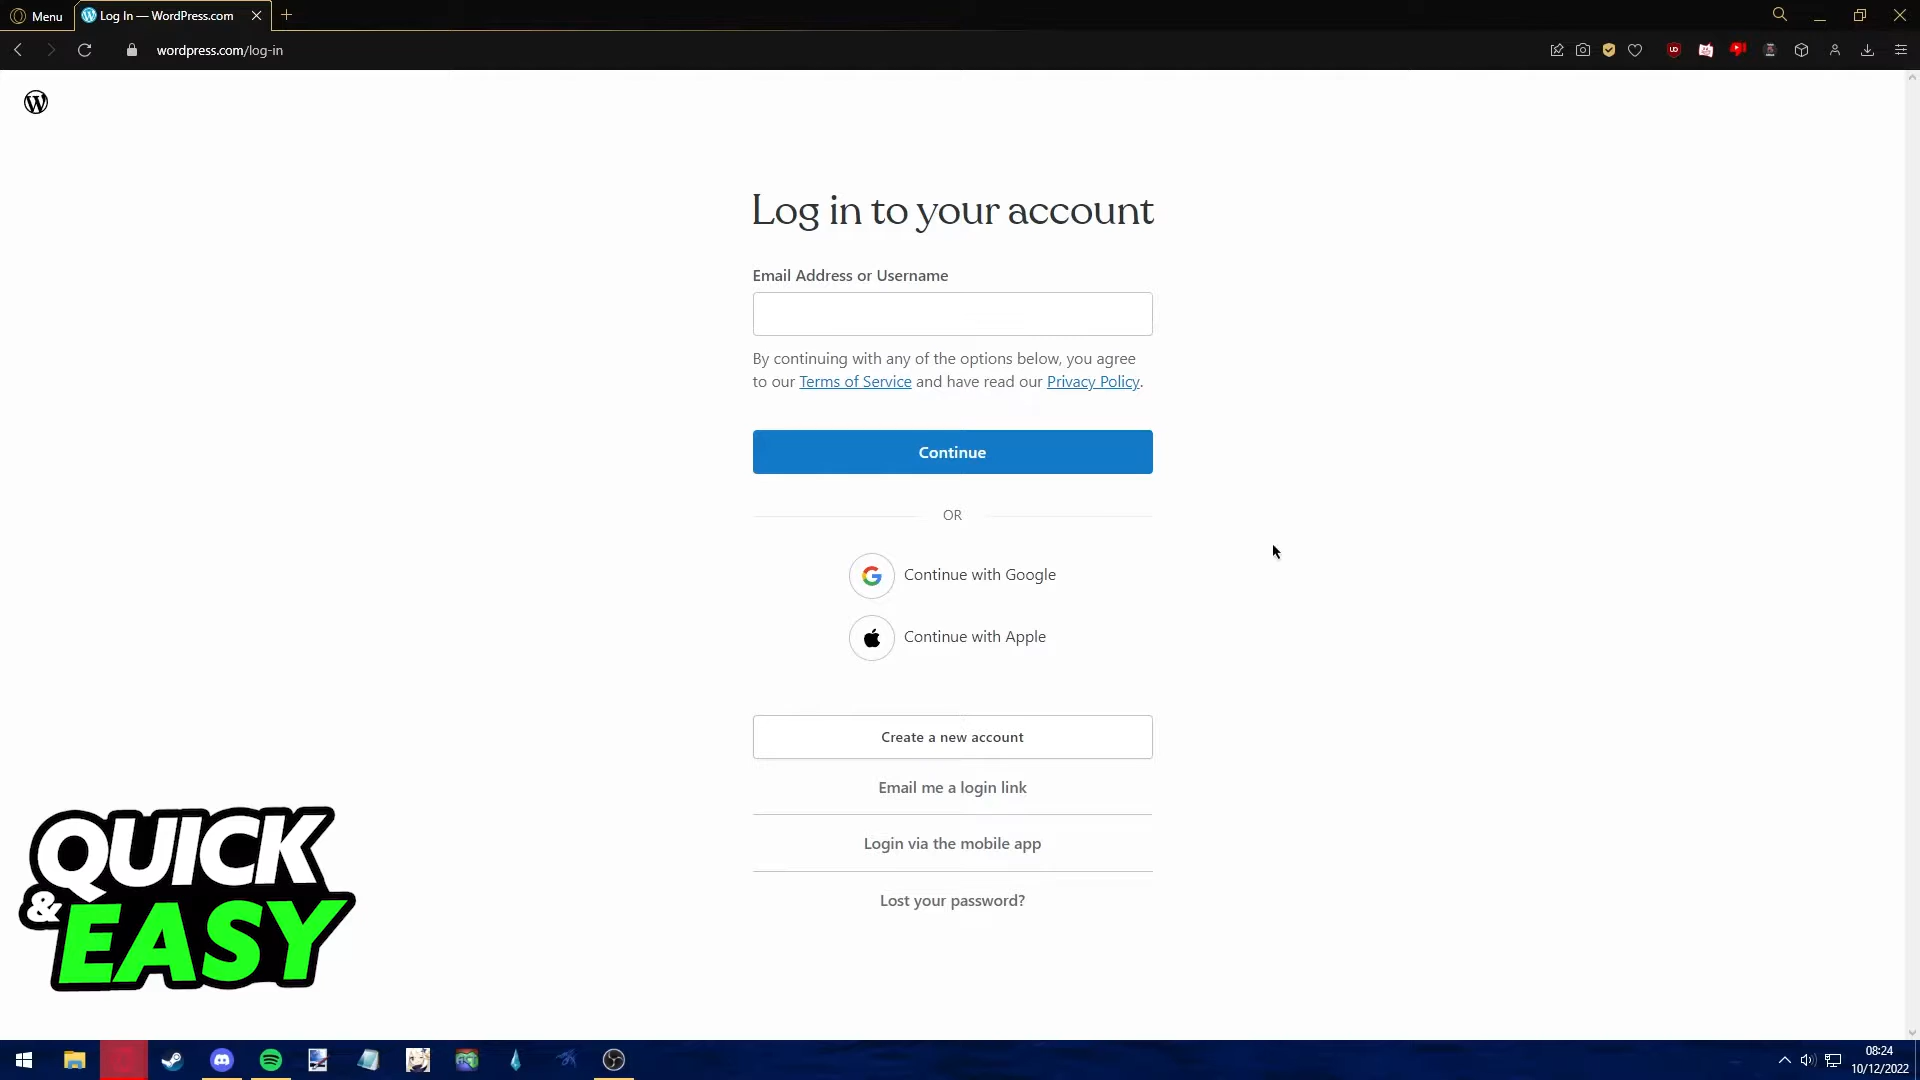 Menu
Log In — WordPress.com
wordpress.com/log-in
Log in to your account
Email Address or Username
By continuing with any of the options below, you agree
to our Terms of Service and have read our Privacy Policy.
Continue
OR
Continue with Google
Continue with Apple
Create a new account
Email me a login link
Login via the mobile app
Lost your password?
QUICK
& EASY
08:24
10/12/2022